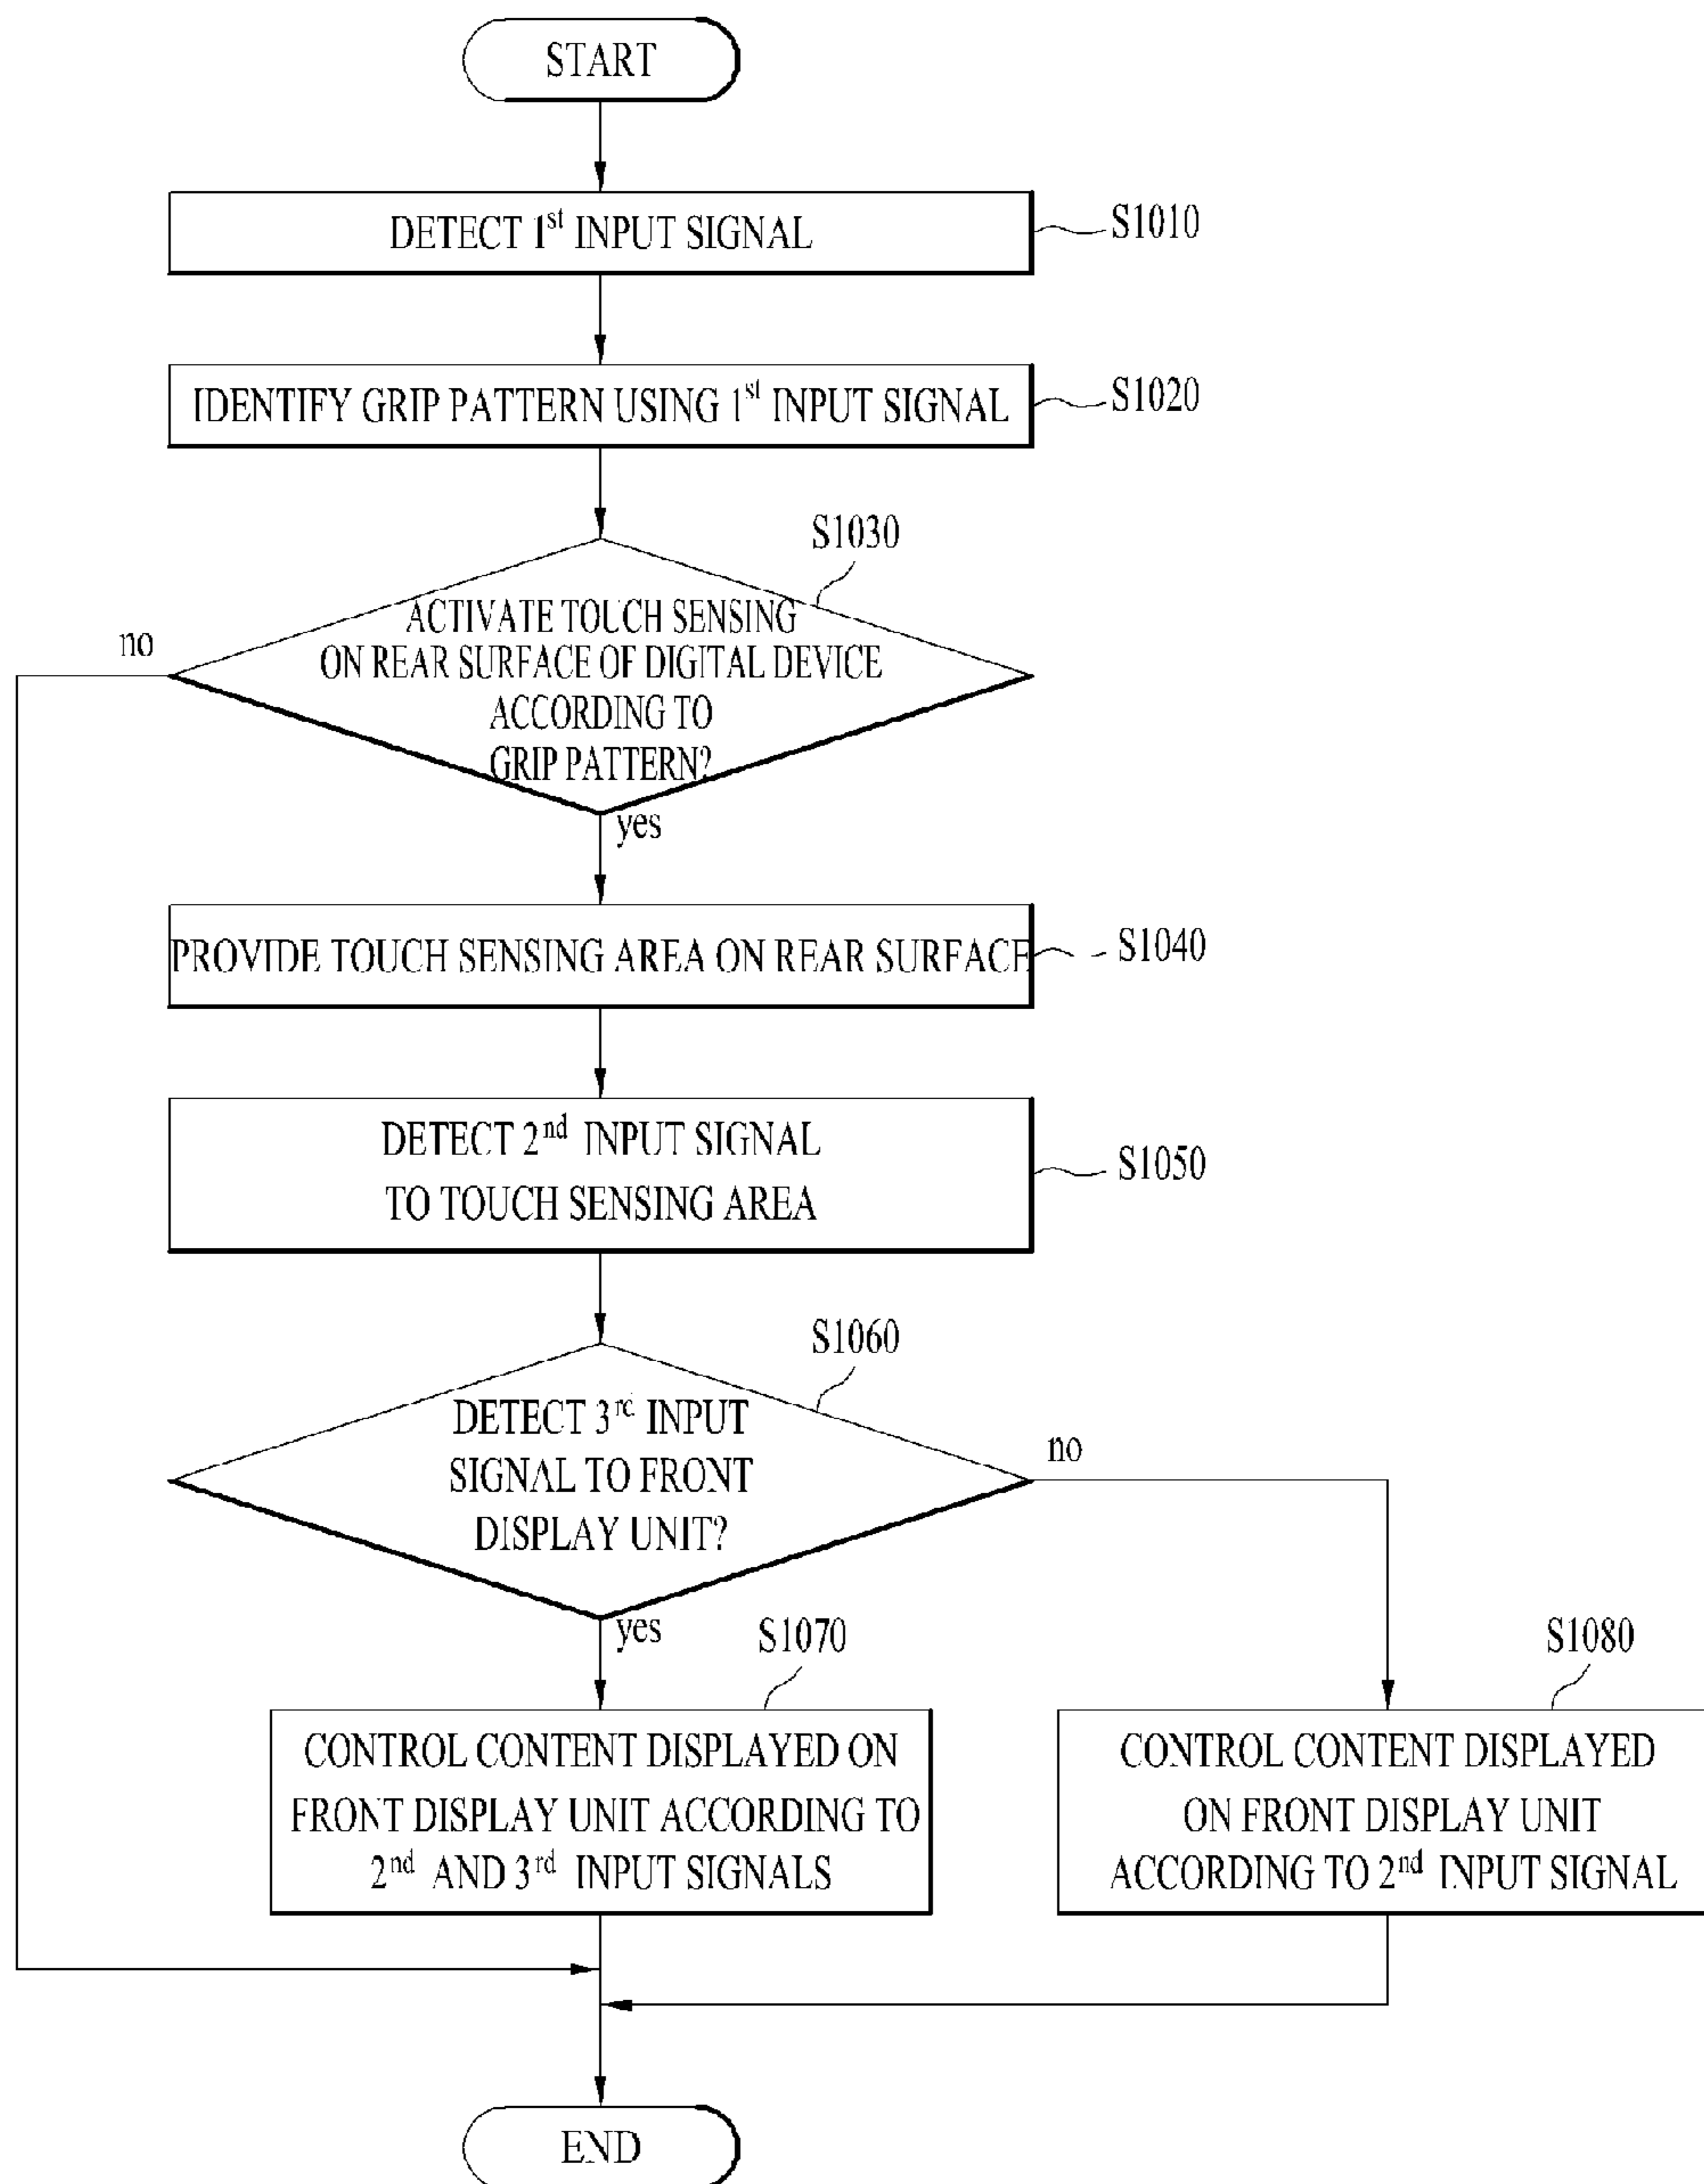 START
DETECT 1st INPUT SIGNAL
S1010
IDENTIFY GRIP PATTERN USING 1st INPUT SIGNAL
S1020
S1030
ACTIVATE TOUCH SENSING
ON REAR SURFACE OF DIGITAL DEVICE
ACCORDING TO
GRIP PATTERN?
no
yes
PROVIDE TOUCH SENSING AREA ON REAR SURFACE
S1040
DETECT 2nd INPUT SIGNAL
TO TOUCH SENSING AREA
S1050
S1060
DETECT 3rd INPUT
SIGNAL TO FRONT
DISPLAY UNIT?
no
yes
S1070
CONTROL CONTENT DISPLAYED ON
FRONT DISPLAY UNIT ACCORDING TO
2nd AND 3rd INPUT SIGNALS
S1080
CONTROL CONTENT DISPLAYED
ON FRONT DISPLAY UNIT
ACCORDING TO 2nd INPUT SIGNAL
END